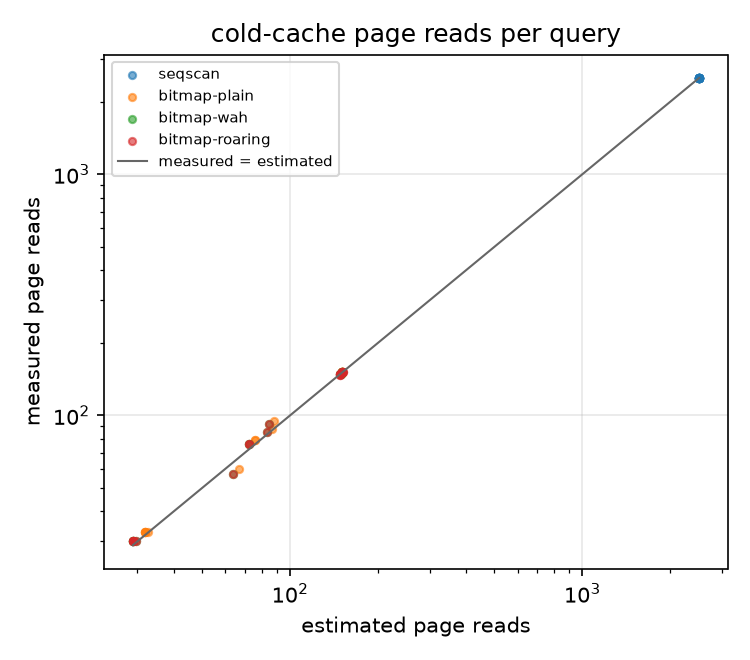 cold-cache page reads per query
seqscan
bitmap-plain
bitmap-wah
bitmap-roaring
measured = estimated
measured page reads
10³
10²
10² 10³
estimated page reads